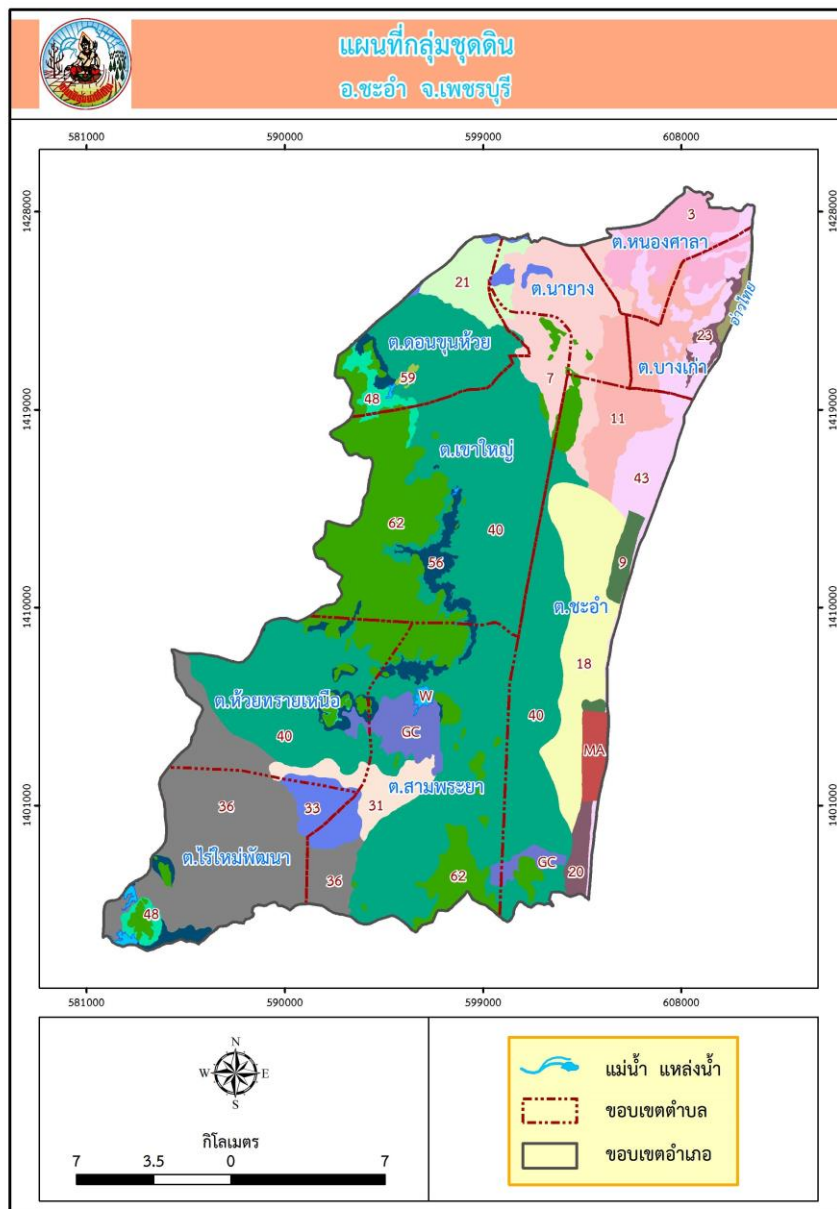 แผนที่กลุ่มชุดดิน
อ.ชะอำ จ.เพชรบุรี
581000 590000 599000 608000
1428000 1428000
3
ต.หนองศาลา
21
ต.นายาง
อ่าวไทย
ต.ดอนขุนห้วย
23
59
7
ต.บางเก่า
48
1419000 1419000
11
ต.เขาใหญ่
43
62
40
56
9
ต.ชะอำ
1410000 1410000
18
W
ต.ห้วยทรายเหนือ
GC
40
40
MA
ต.สามพระยา
36
33
31
1401000 1401000
ต.ไร่ใหม่พัฒนา
GC
36
62
20
48
581000 590000 599000 608000
N
W E
S
กิโลเมตร
7 3.5 0 7
แม่น้ำ แหล่งน้ำ
ขอบเขตตำบล
ขอบเขตอำเภอ